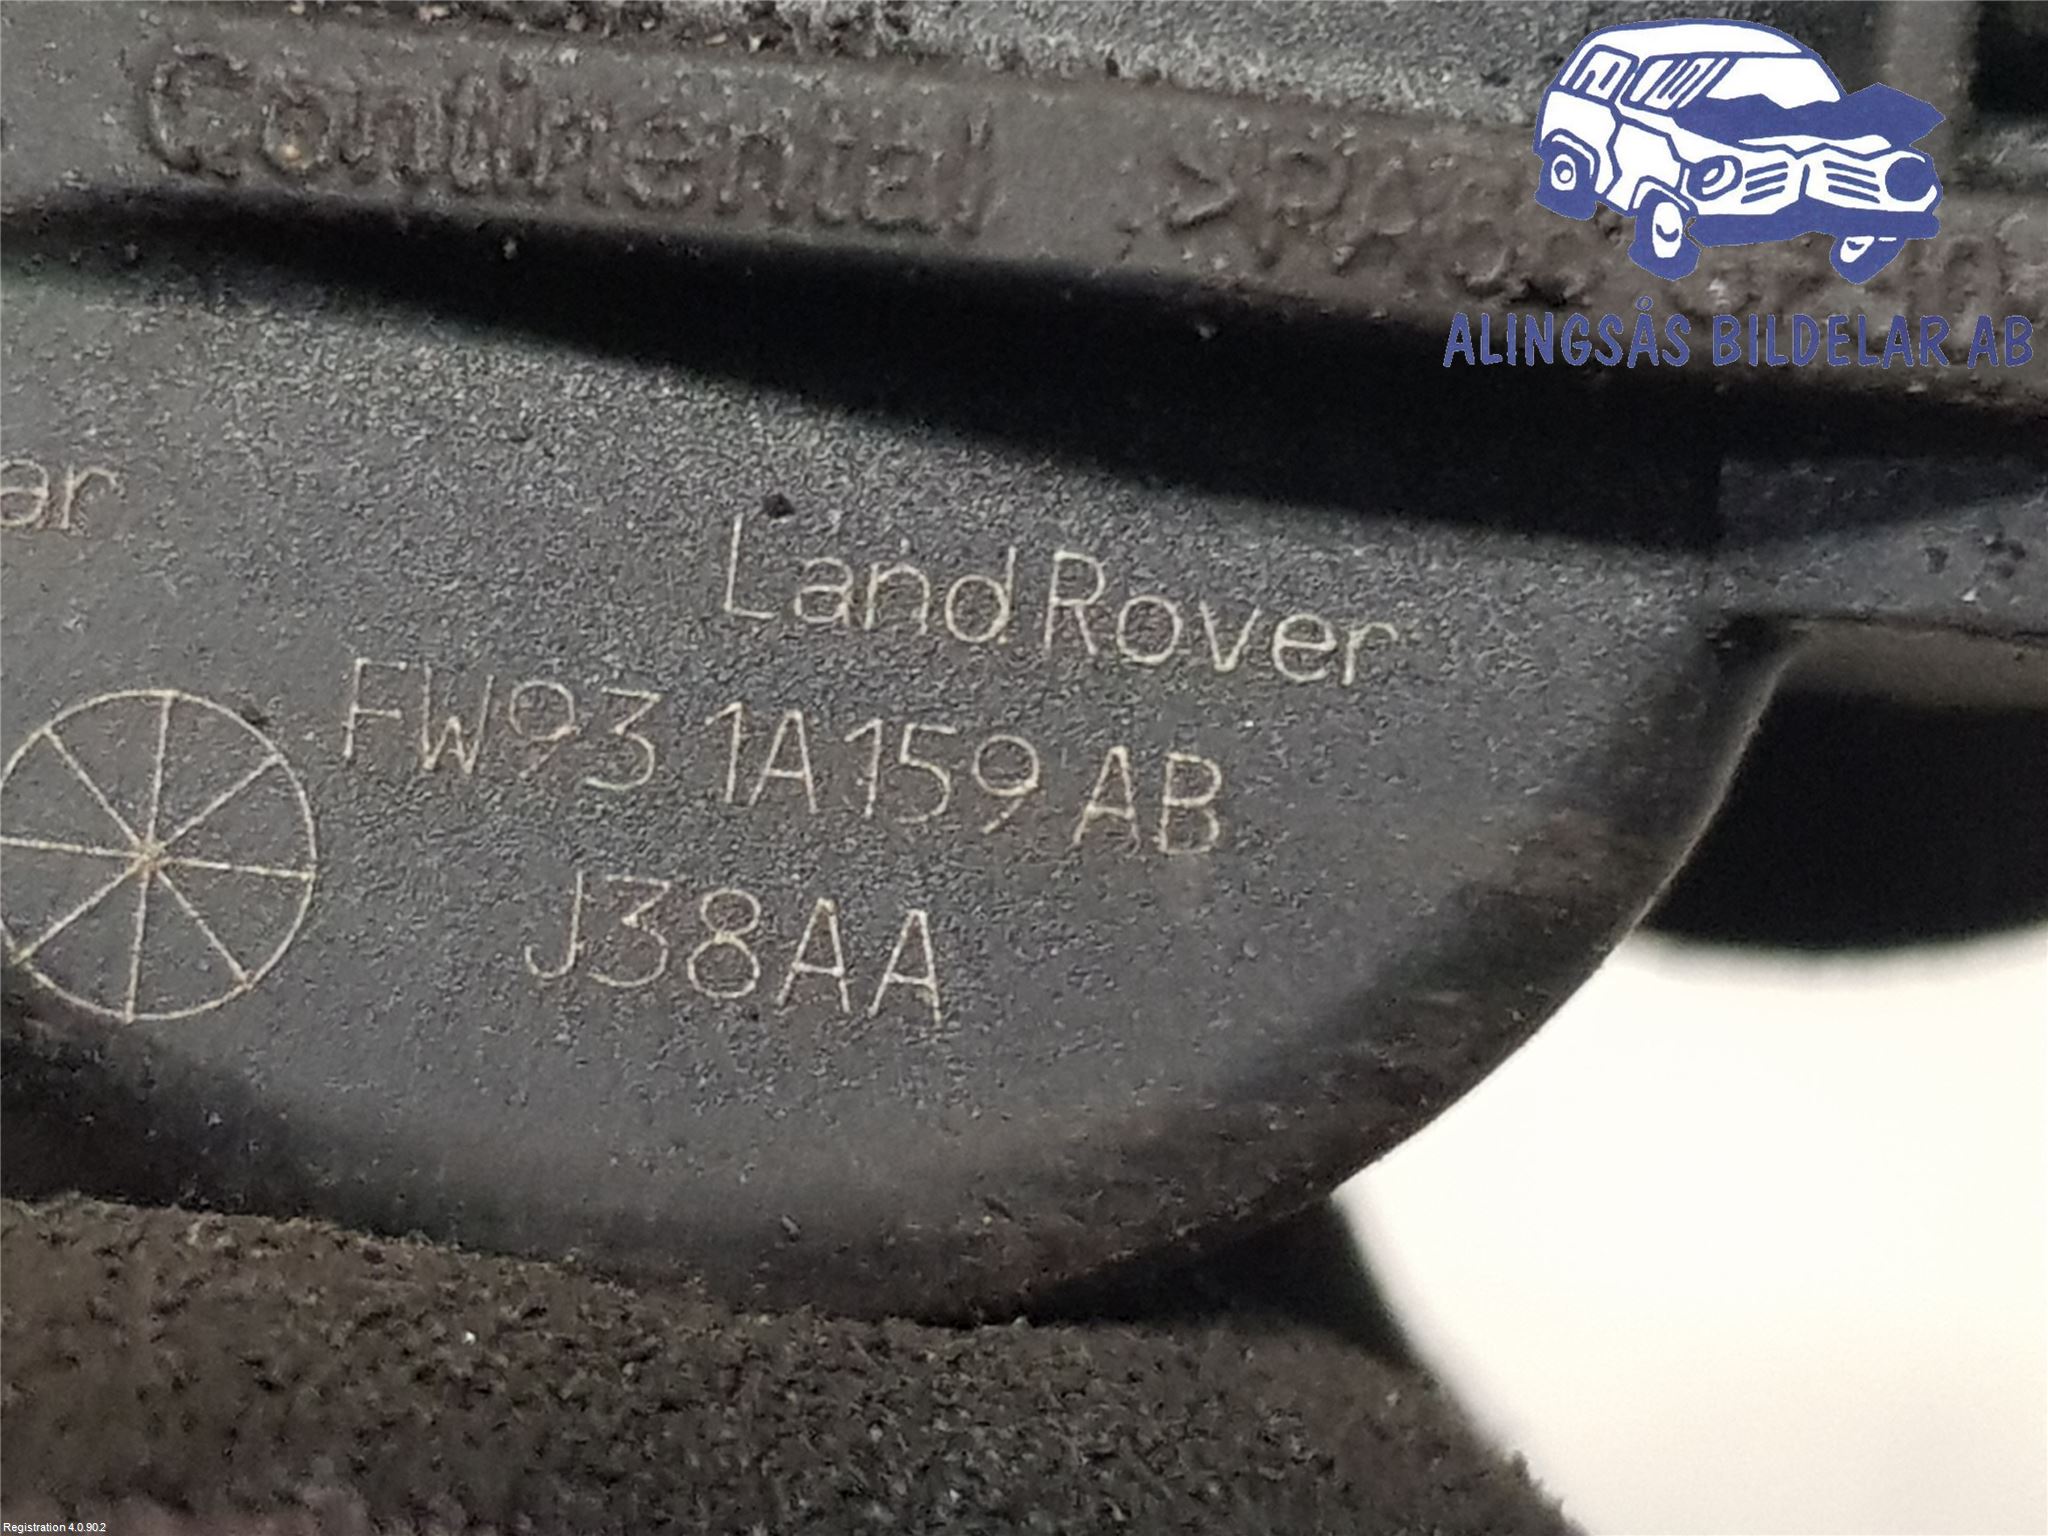 Continental
ALINGSÅS BILDELAR AB
ar
Land Rover
FW93 1A159 AB
J38AA
Registration 4.0.90.2